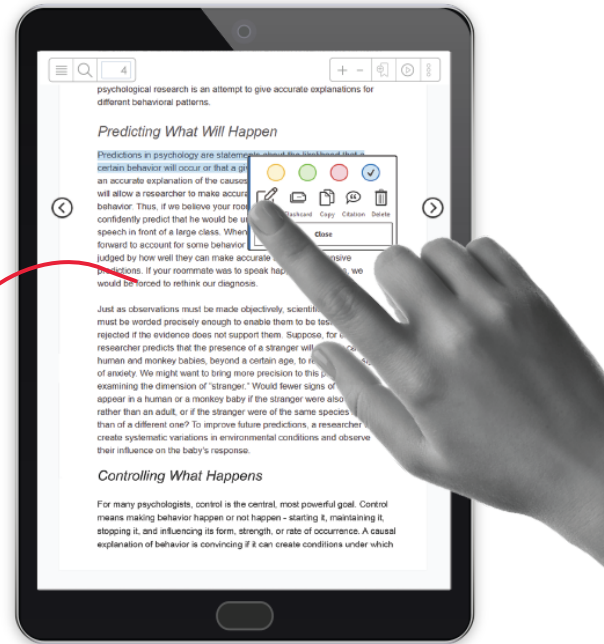 4
+ -
psychological research is an attempt to give accurate explanations for
different behavioral patterns.
Predicting What Will Happen
Predictions in psychology are statements about the likelihood that a
certain behavior will occur or that a gi
an accurate explanation of the causes
will allow a researcher to make accura
behavior. Thus, if we believe your roo
confidently predict that he would be u
speech in front of a large class. When
forward to account for some behavior
judged by how well they can make accurate
predictions. If your roommate was to speak hap we
would be forced to rethink our diagnosis.
Flashcard Copy Citation Delete
Close
Just as observations must be made objectively, scientif
must be worded precisely enough to enable them to be tes
rejected if the evidence does not support them. Suppose, for
researcher predicts that the presence of a stranger will
human and monkey babies, beyond a certain age, to
of anxiety. We might want to bring more precision to this
examining the dimension of "stranger." Would fewer signs of
appear in a human or a monkey baby if the stranger were also
rather than an adult, or if the stranger were of the same species
than of a different one? To improve future predictions, a researcher
create systematic variations in environmental conditions and observe
their influence on the baby's response.
Controlling What Happens
For many psychologists, control is the central, most powerful goal. Control
means making behavior happen or not happen - starting it, maintaining it,
stopping it, and influencing its form, strength, or rate of occurrence. A causal
explanation of behavior is convincing if it can create conditions under which